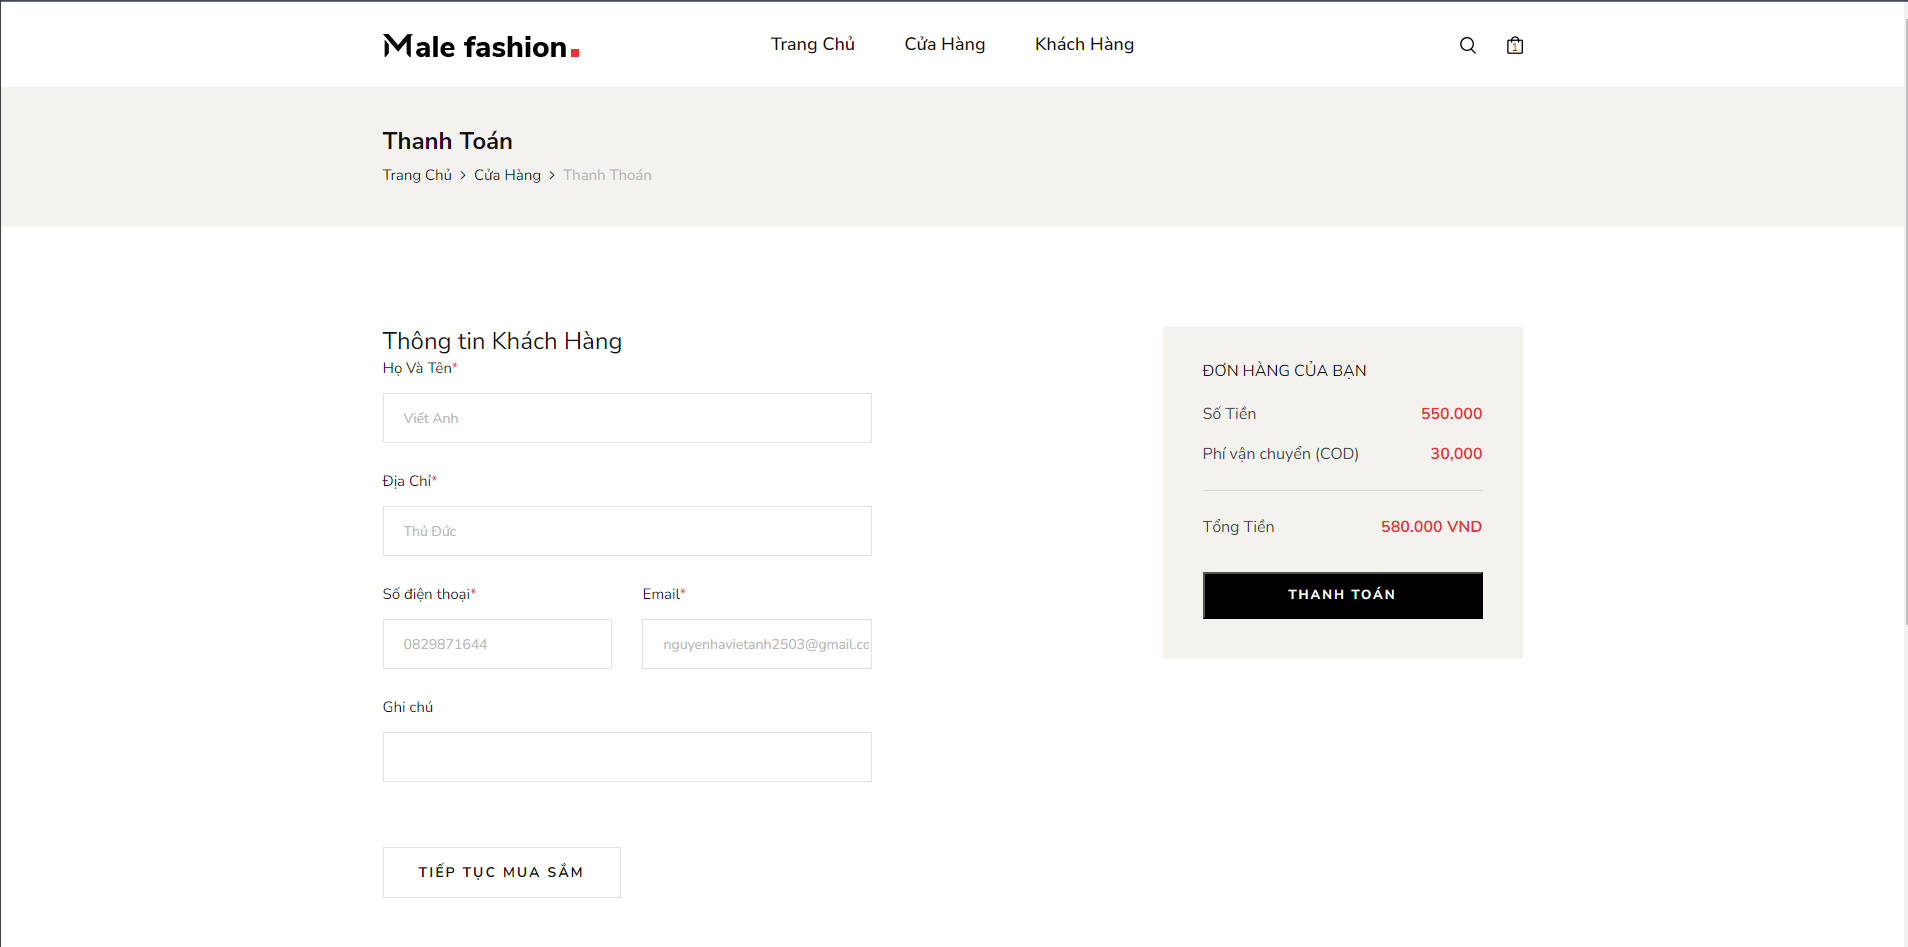 Male fashion.
Trang Chủ Cửa Hàng Khách Hàng
1
Thanh Toán
Trang Chủ > Cửa Hàng > Thanh Thoán
Thông tin Khách Hàng
Họ Và Tên*
Viết Anh
Địa Chỉ*
Thủ Đức
Số điện thoại* Email*
0829871644 nguyenhavietanh2503@gmail.co
Ghi chú
TIẾP TỤC MUA SẮM
ĐƠN HÀNG CỦA BẠN
Số Tiền 550.000
Phí vận chuyển (COD) 30,000
Tổng Tiền 580.000 VND
THANH TOÁN